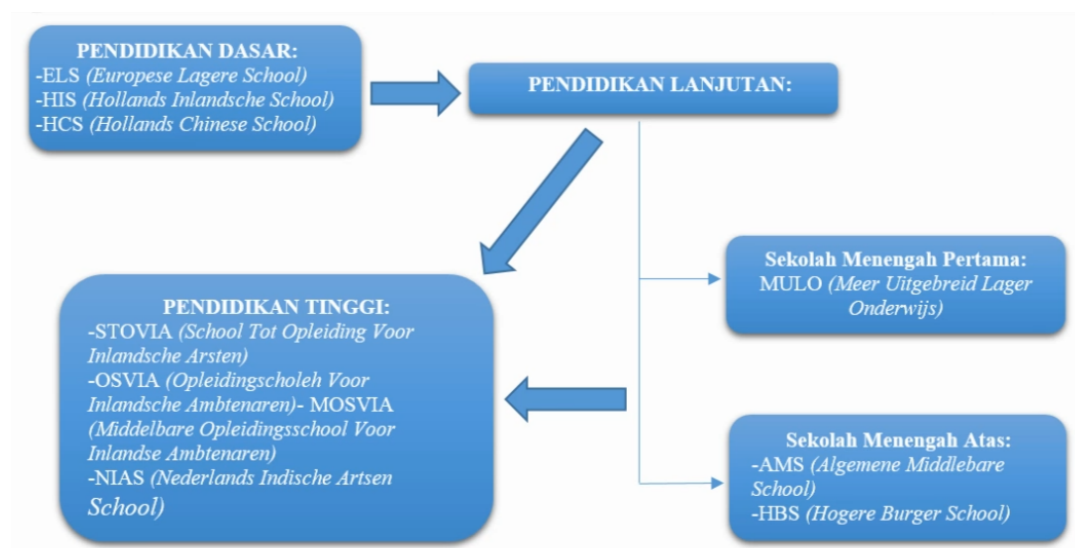 PENDIDIKAN DASAR:
-ELS (Europese Lagere School)
-HIS (Hollands Inlandsche School)
-HCS (Hollands Chinese School)
PENDIDIKAN LANJUTAN:
Sekolah Menengah Pertama:
MULO (Meer Uitgebreid Lager
Onderwijs)
Sekolah Menengah Atas:
-AMS (Algemene Middlebare
School)
-HBS (Hogere Burger School)
PENDIDIKAN TINGGI:
-STOVIA (School Tot Opleiding Voor
Inlandsche Arsten)
-OSVIA (Opleidingscholeh Voor
Inlandsche Ambtenaren)- MOSVIA
(Middelbare Opleidingsschool Voor
Inlandse Ambtenaren)
-NIAS (Nederlands Indische Artsen
School)